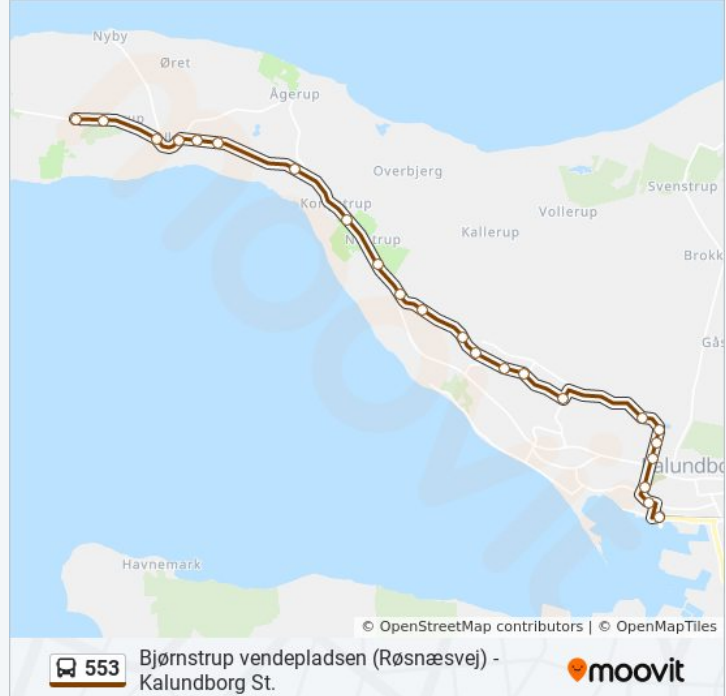 Nyby
Øret
Ågerup
Overbjerg
Svenstrup
Vollerup
Kallerup
Brokk
Gås
Kalundbo
Havnemark
© OpenStreetMap contributors | © OpenMapTiles
553
Bjørnstrup vendepladsen (Røsnæsvej) -
Kalundborg St.
moovit